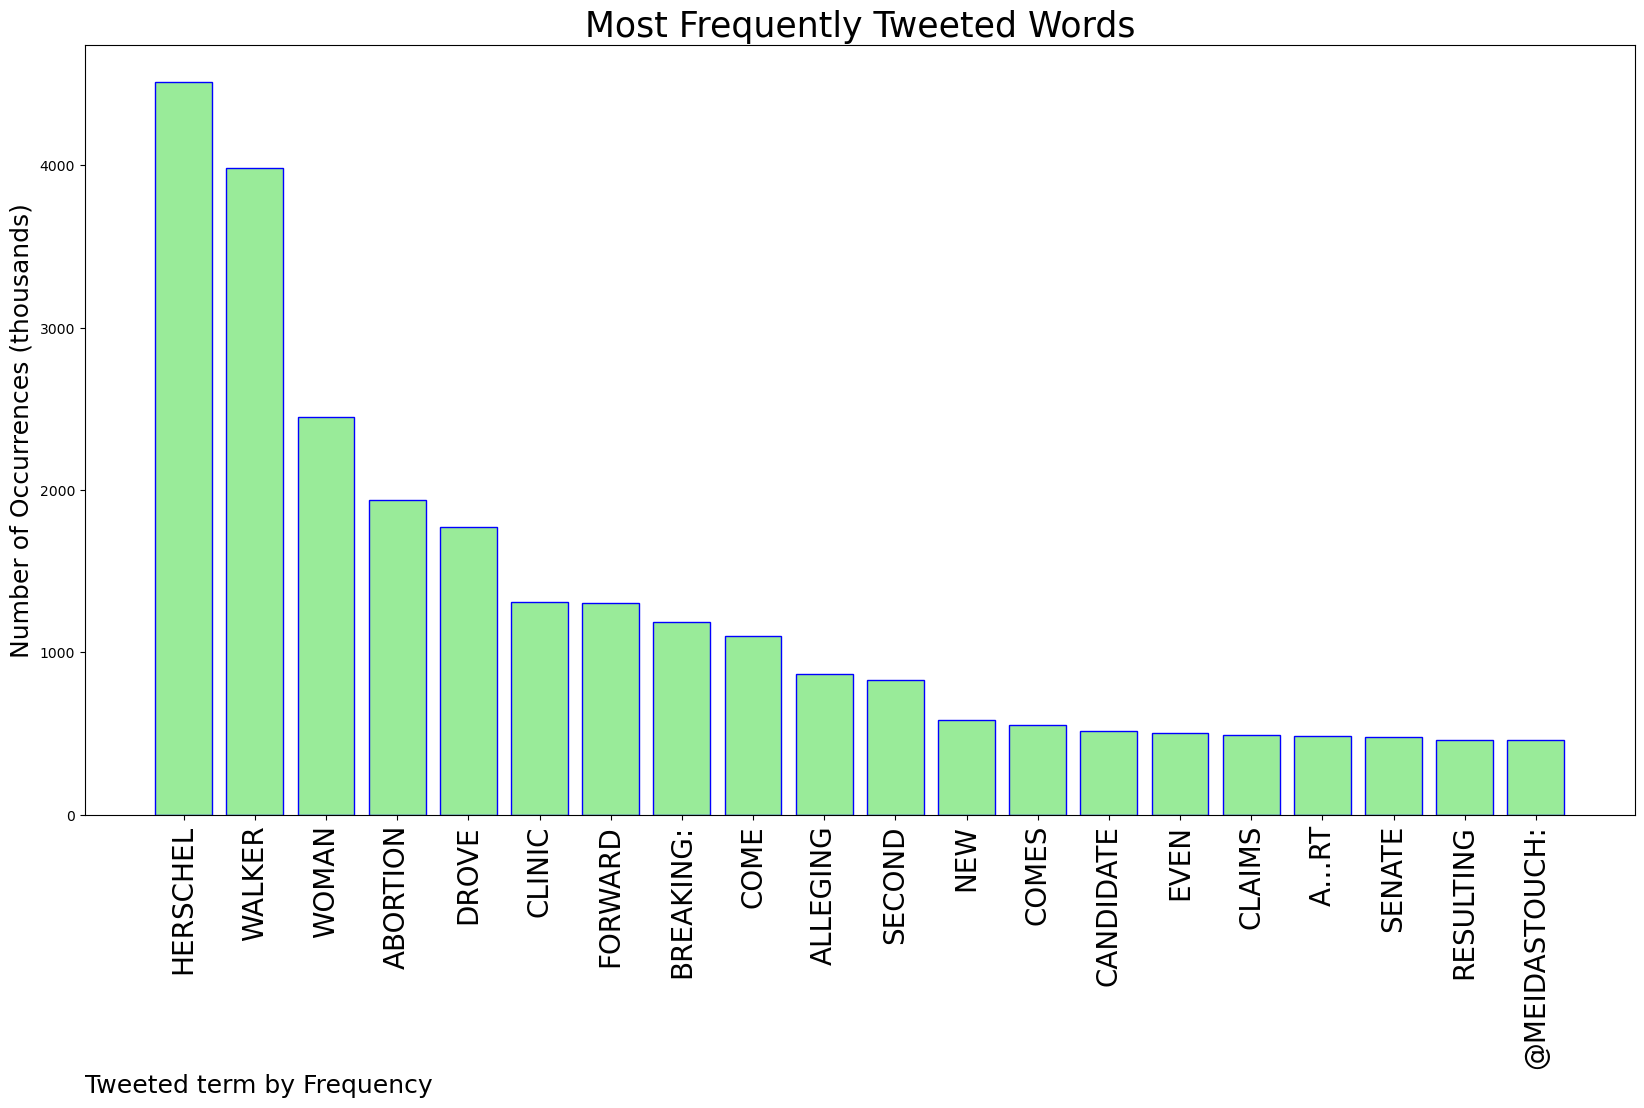 Most Frequently Tweeted Words
Number of Occurrences (thousands)
4000
3000
2000
1000
0
HERSCHEL
WALKER
WOMAN
ABORTION
DROVE
CLINIC
FORWARD
BREAKING:
COME
ALLEGING
SECOND
NEW
COMES
CANDIDATE
EVEN
CLAIMS
A…RT
SENATE
RESULTING
@MEIDASTOUCH:
Tweeted term by Frequency